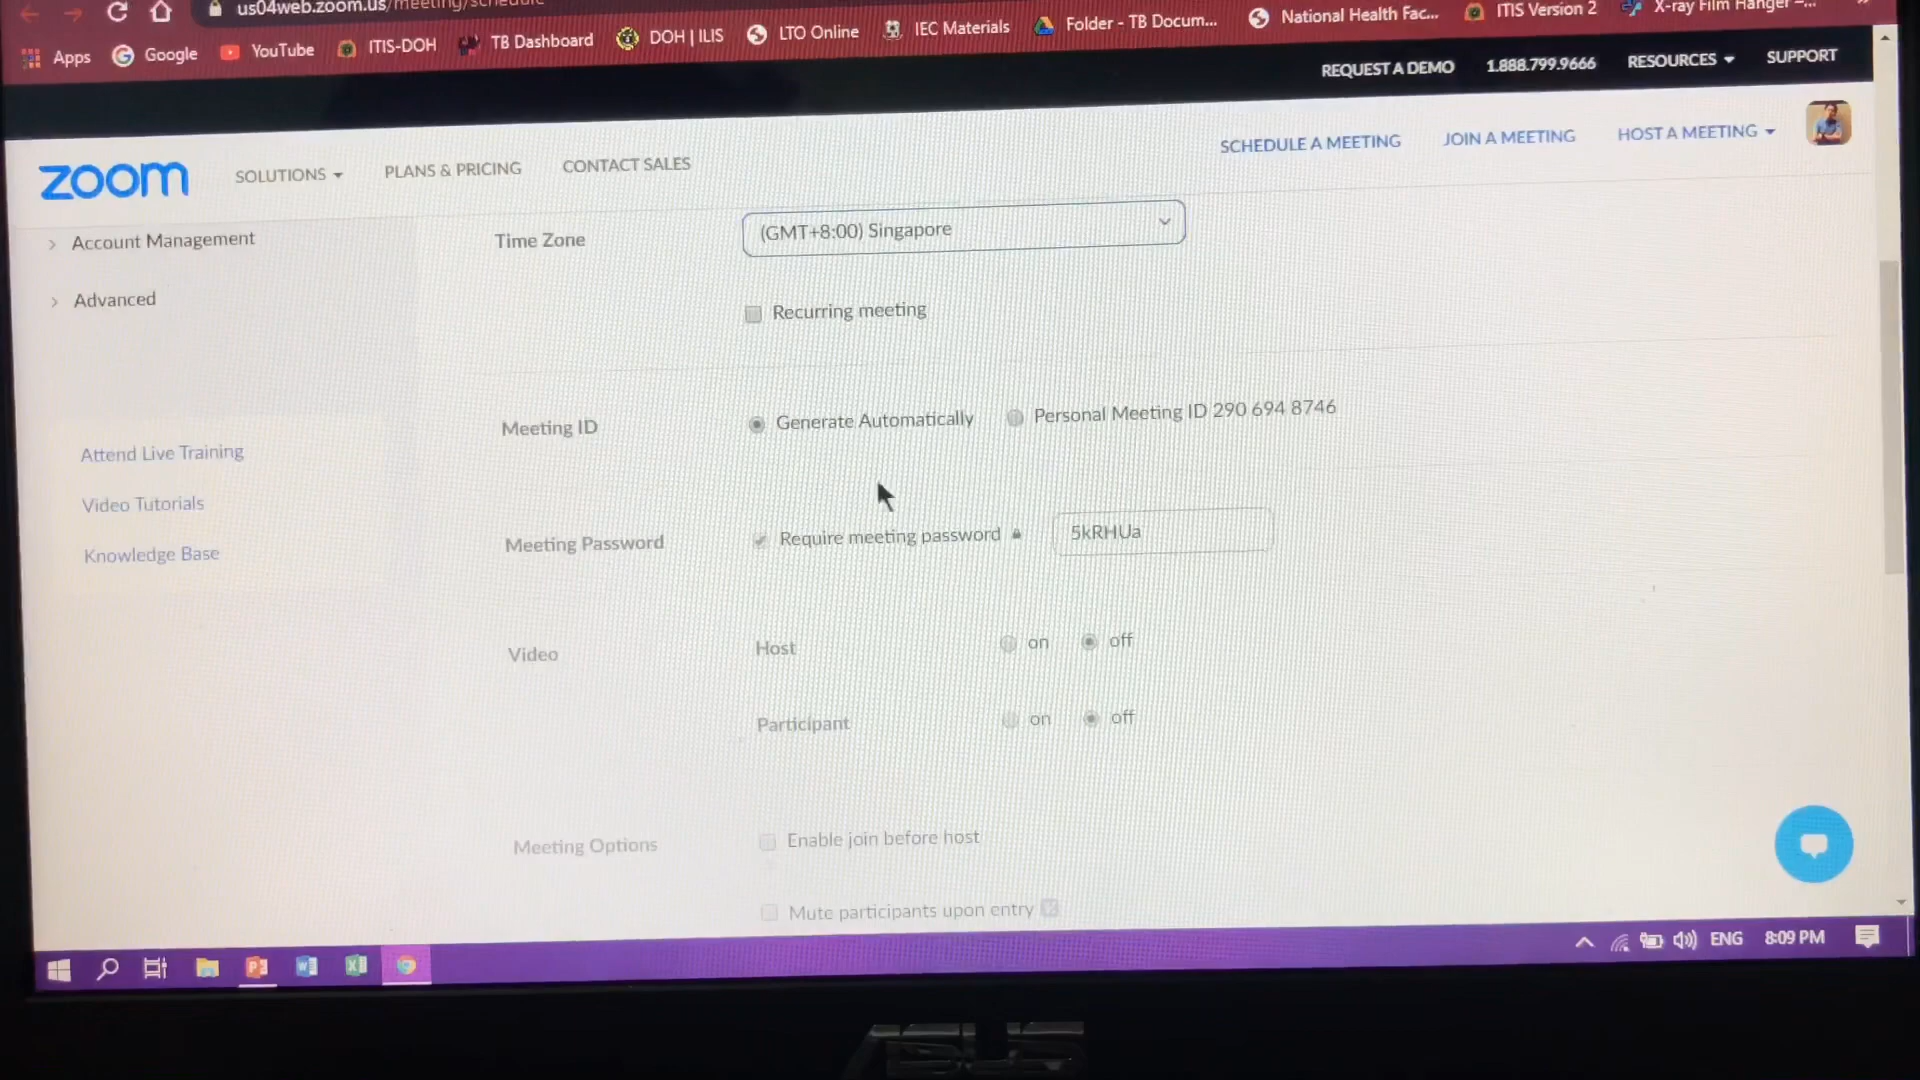 us04web.zoom.us/meeting/schedule
Apps Google YouTube ITIS-DOH TB Dashboard DOH | ILIS LTO Online IEC Materials Folder - TB Docum... National Health Fac... ITIS Version 2 X-ray Film Hanger –...
REQUEST A DEMO 1.888.799.9666 RESOURCES SUPPORT
zoom SOLUTIONS PLANS & PRICING CONTACT SALES SCHEDULE A MEETING JOIN A MEETING HOST A MEETING
Account Management
Time Zone (GMT+8:00) Singapore
Advanced
Recurring meeting
Meeting ID Generate Automatically Personal Meeting ID 290 694 8746
Attend Live Training
Video Tutorials
Meeting Password Require meeting password 5kRHUa
Knowledge Base
Video Host on off
Participant on off
Meeting Options Enable join before host
Mute participants upon entry
ENG 8:09 PM
ASUS